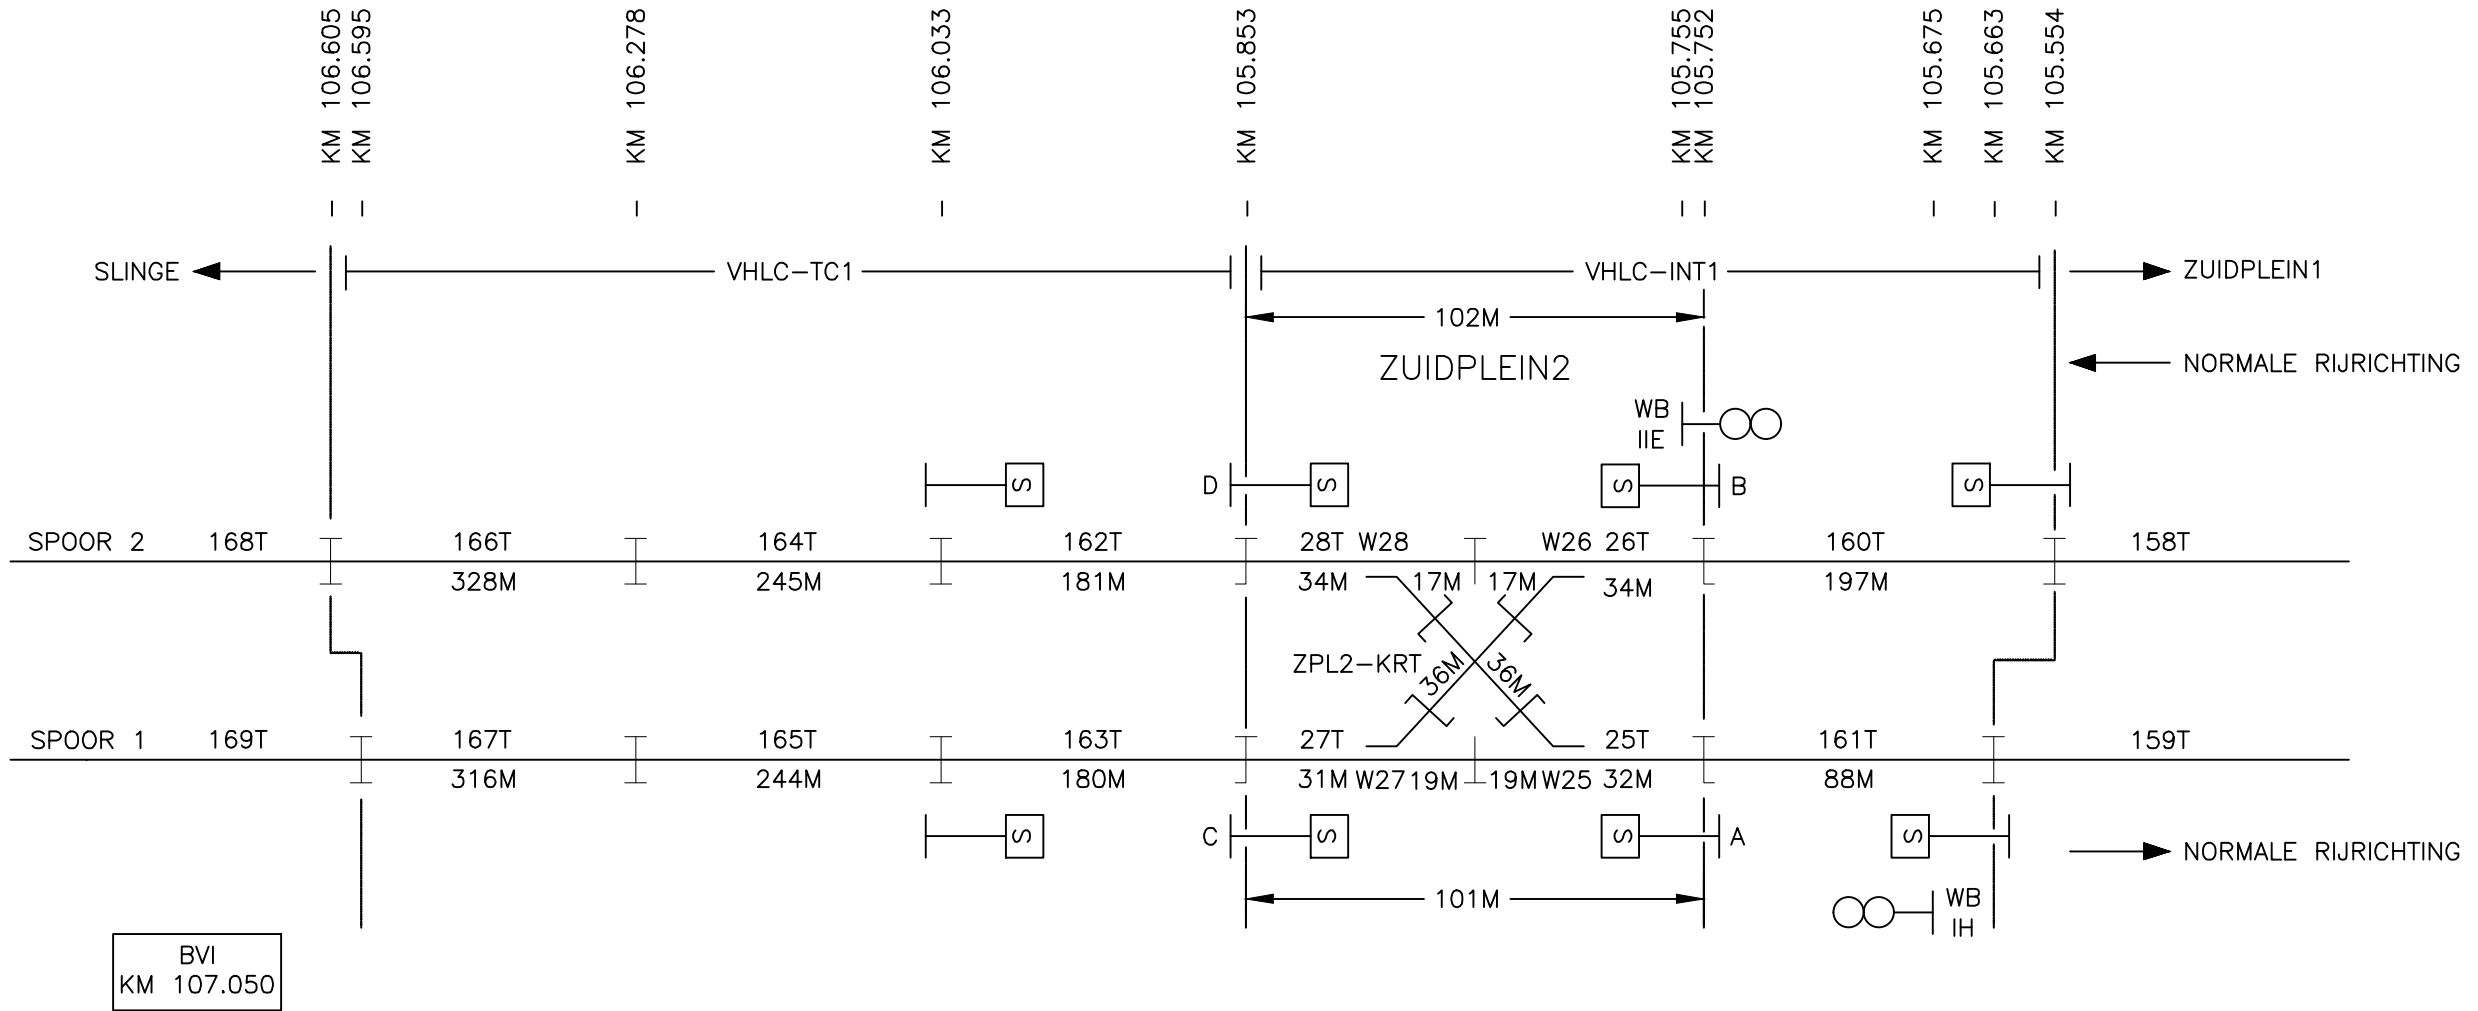 KM 106.605
KM 106.595
KM 106.278
KM 106.033
KM 105.853
KM 105.755
KM 105.752
KM 105.675
KM 105.663
KM 105.554
SLINGE
VHLC-TC1
VHLC-INT1
ZUIDPLEIN1
102M
ZUIDPLEIN2
NORMALE RIJRICHTING
WB
IIE
S
D
S
S
B
S
SPOOR 2
168T
166T
164T
162T
28T
W28
W26
26T
160T
158T
328M
245M
181M
34M
17M
17M
34M
197M
ZPL2-KRT
36M
36M
SPOOR 1
169T
167T
165T
163T
27T
25T
161T
159T
316M
244M
180M
31M
W27
19M
19M
W25
32M
88M
S
C
S
S
A
S
NORMALE RIJRICHTING
101M
WB
IH
BVI
KM 107.050